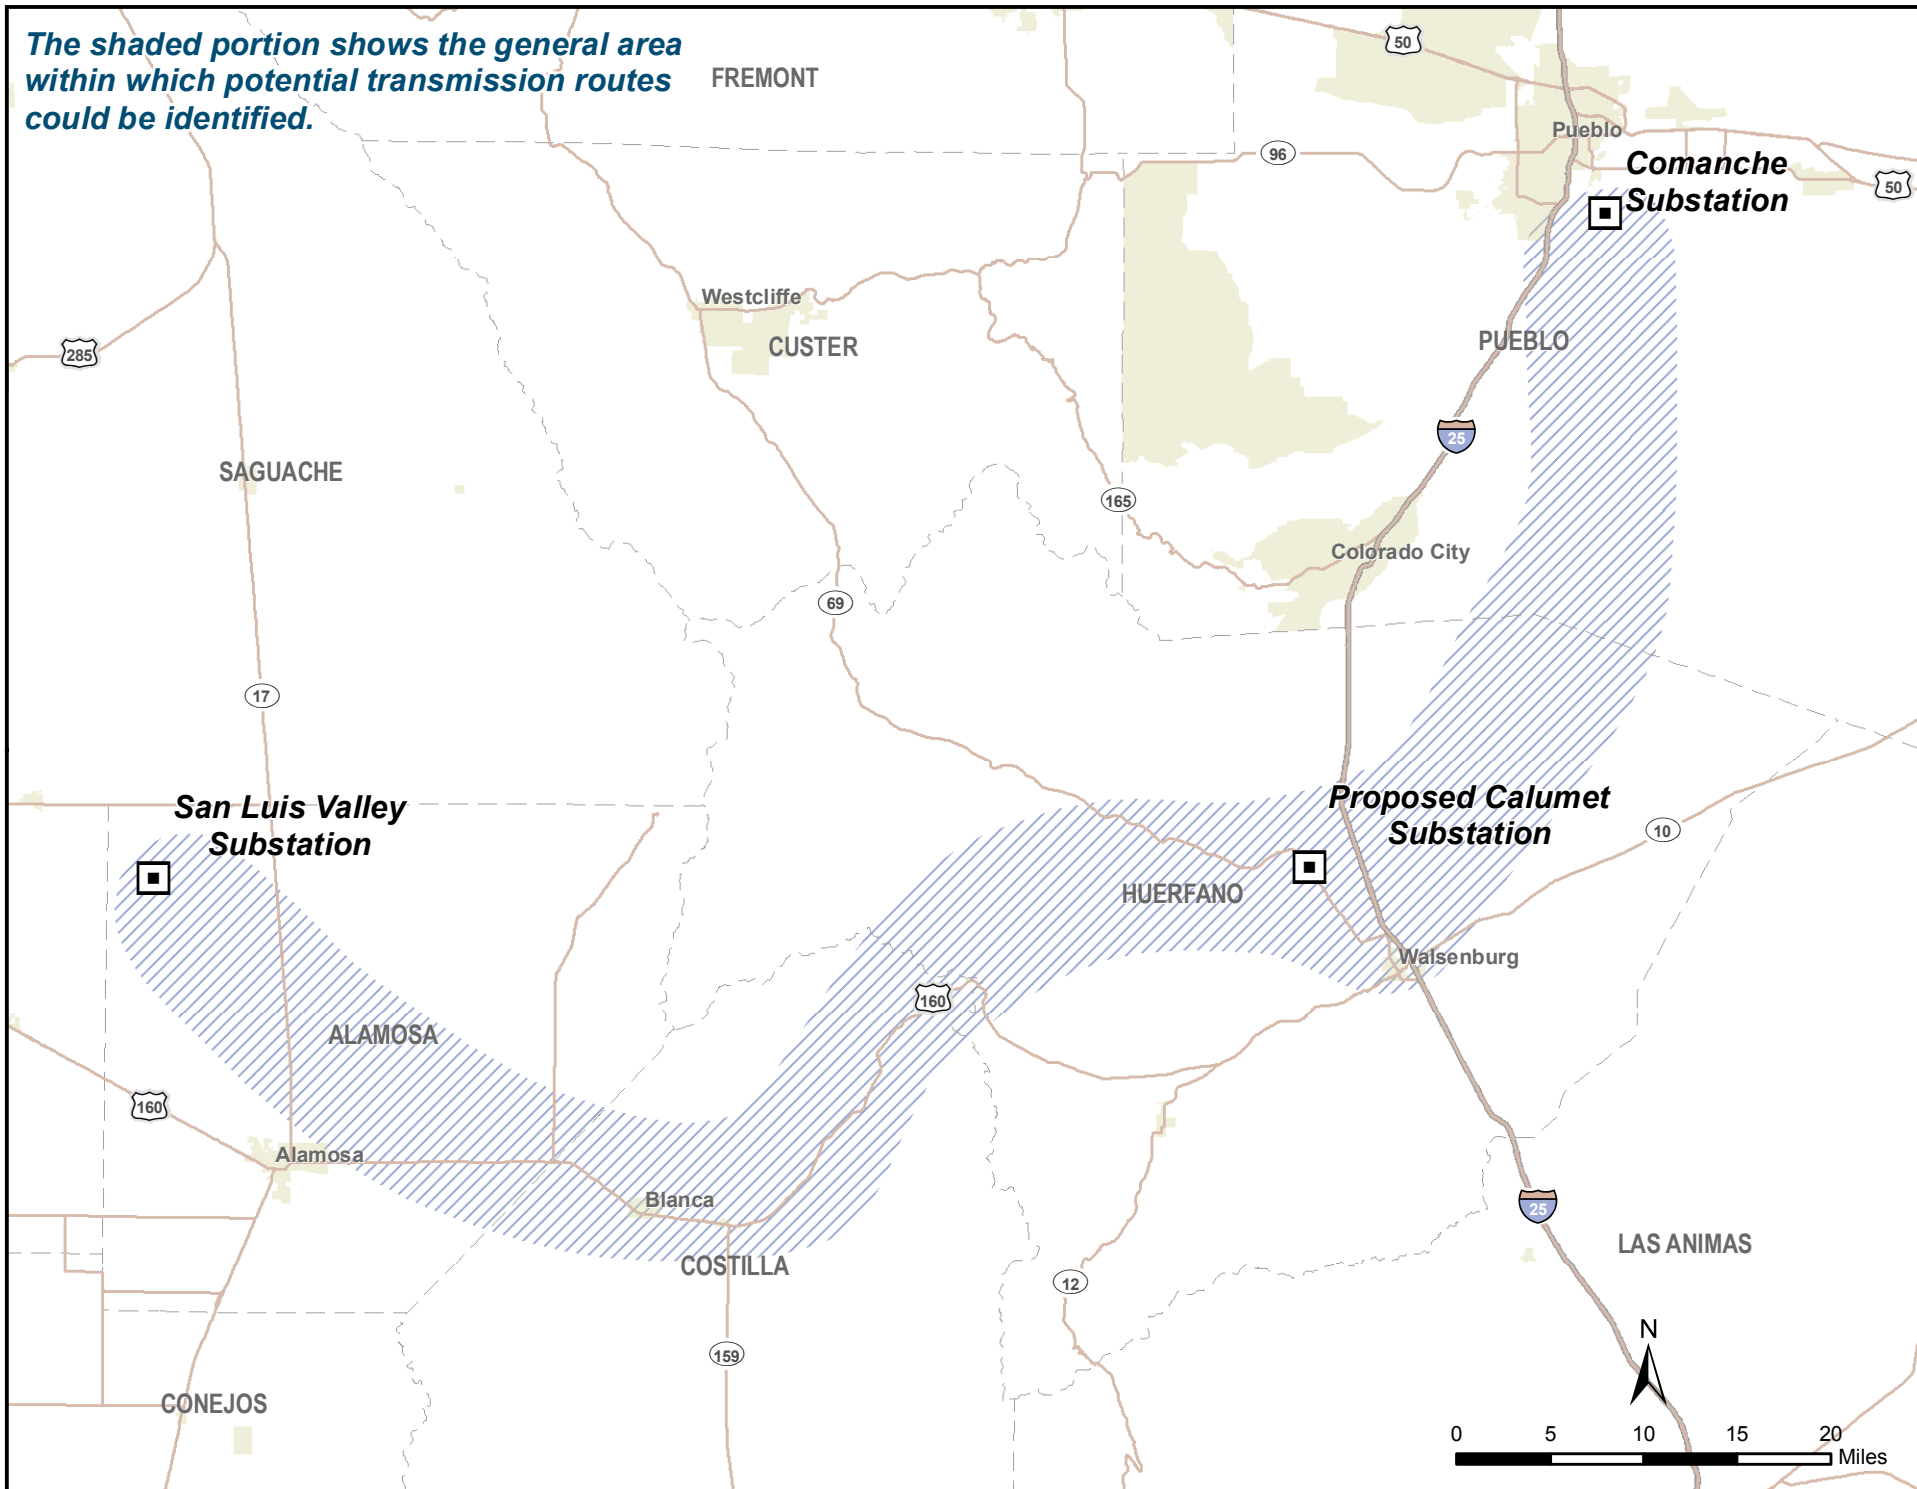 The shaded portion shows the general area
within which potential transmission routes
could be identified.
FREMONT
50
Pueblo
96
Comanche
Substation
50
Westcliffe
CUSTER
285
PUEBLO
25
SAGUACHE
165
Colorado City
69
17
San Luis Valley
Substation
Proposed Calumet
Substation
10
HUERFANO
Walsenburg
160
ALAMOSA
160
Alamosa
Blanca
25
COSTILLA
LAS ANIMAS
12
N
159
CONEJOS
0 5 10 15 20
Miles